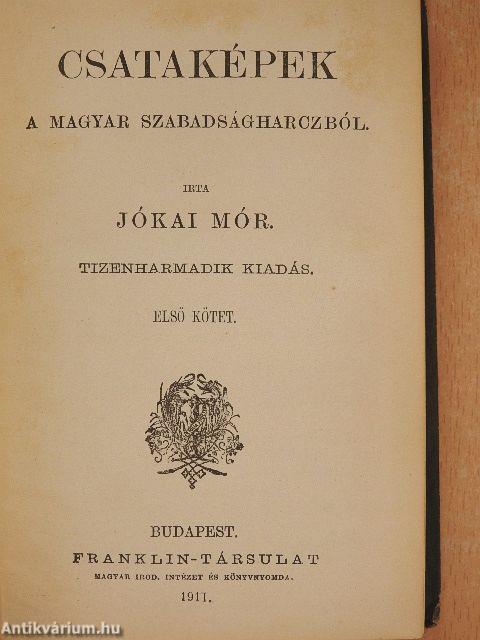 CSATAKÉPEK
A MAGYAR SZABADSÁGHARCZBÓL.
IRTA
JÓKAI MÓR.
TIZENHARMADIK KIADÁS.
ELSŐ KÖTET.
BUDAPEST.
FRANKLIN-TÁRSULAT
MAGYAR IROD. INTÉZET ÉS KÖNYVNYOMDA.
1911.
Antikvárium.hu